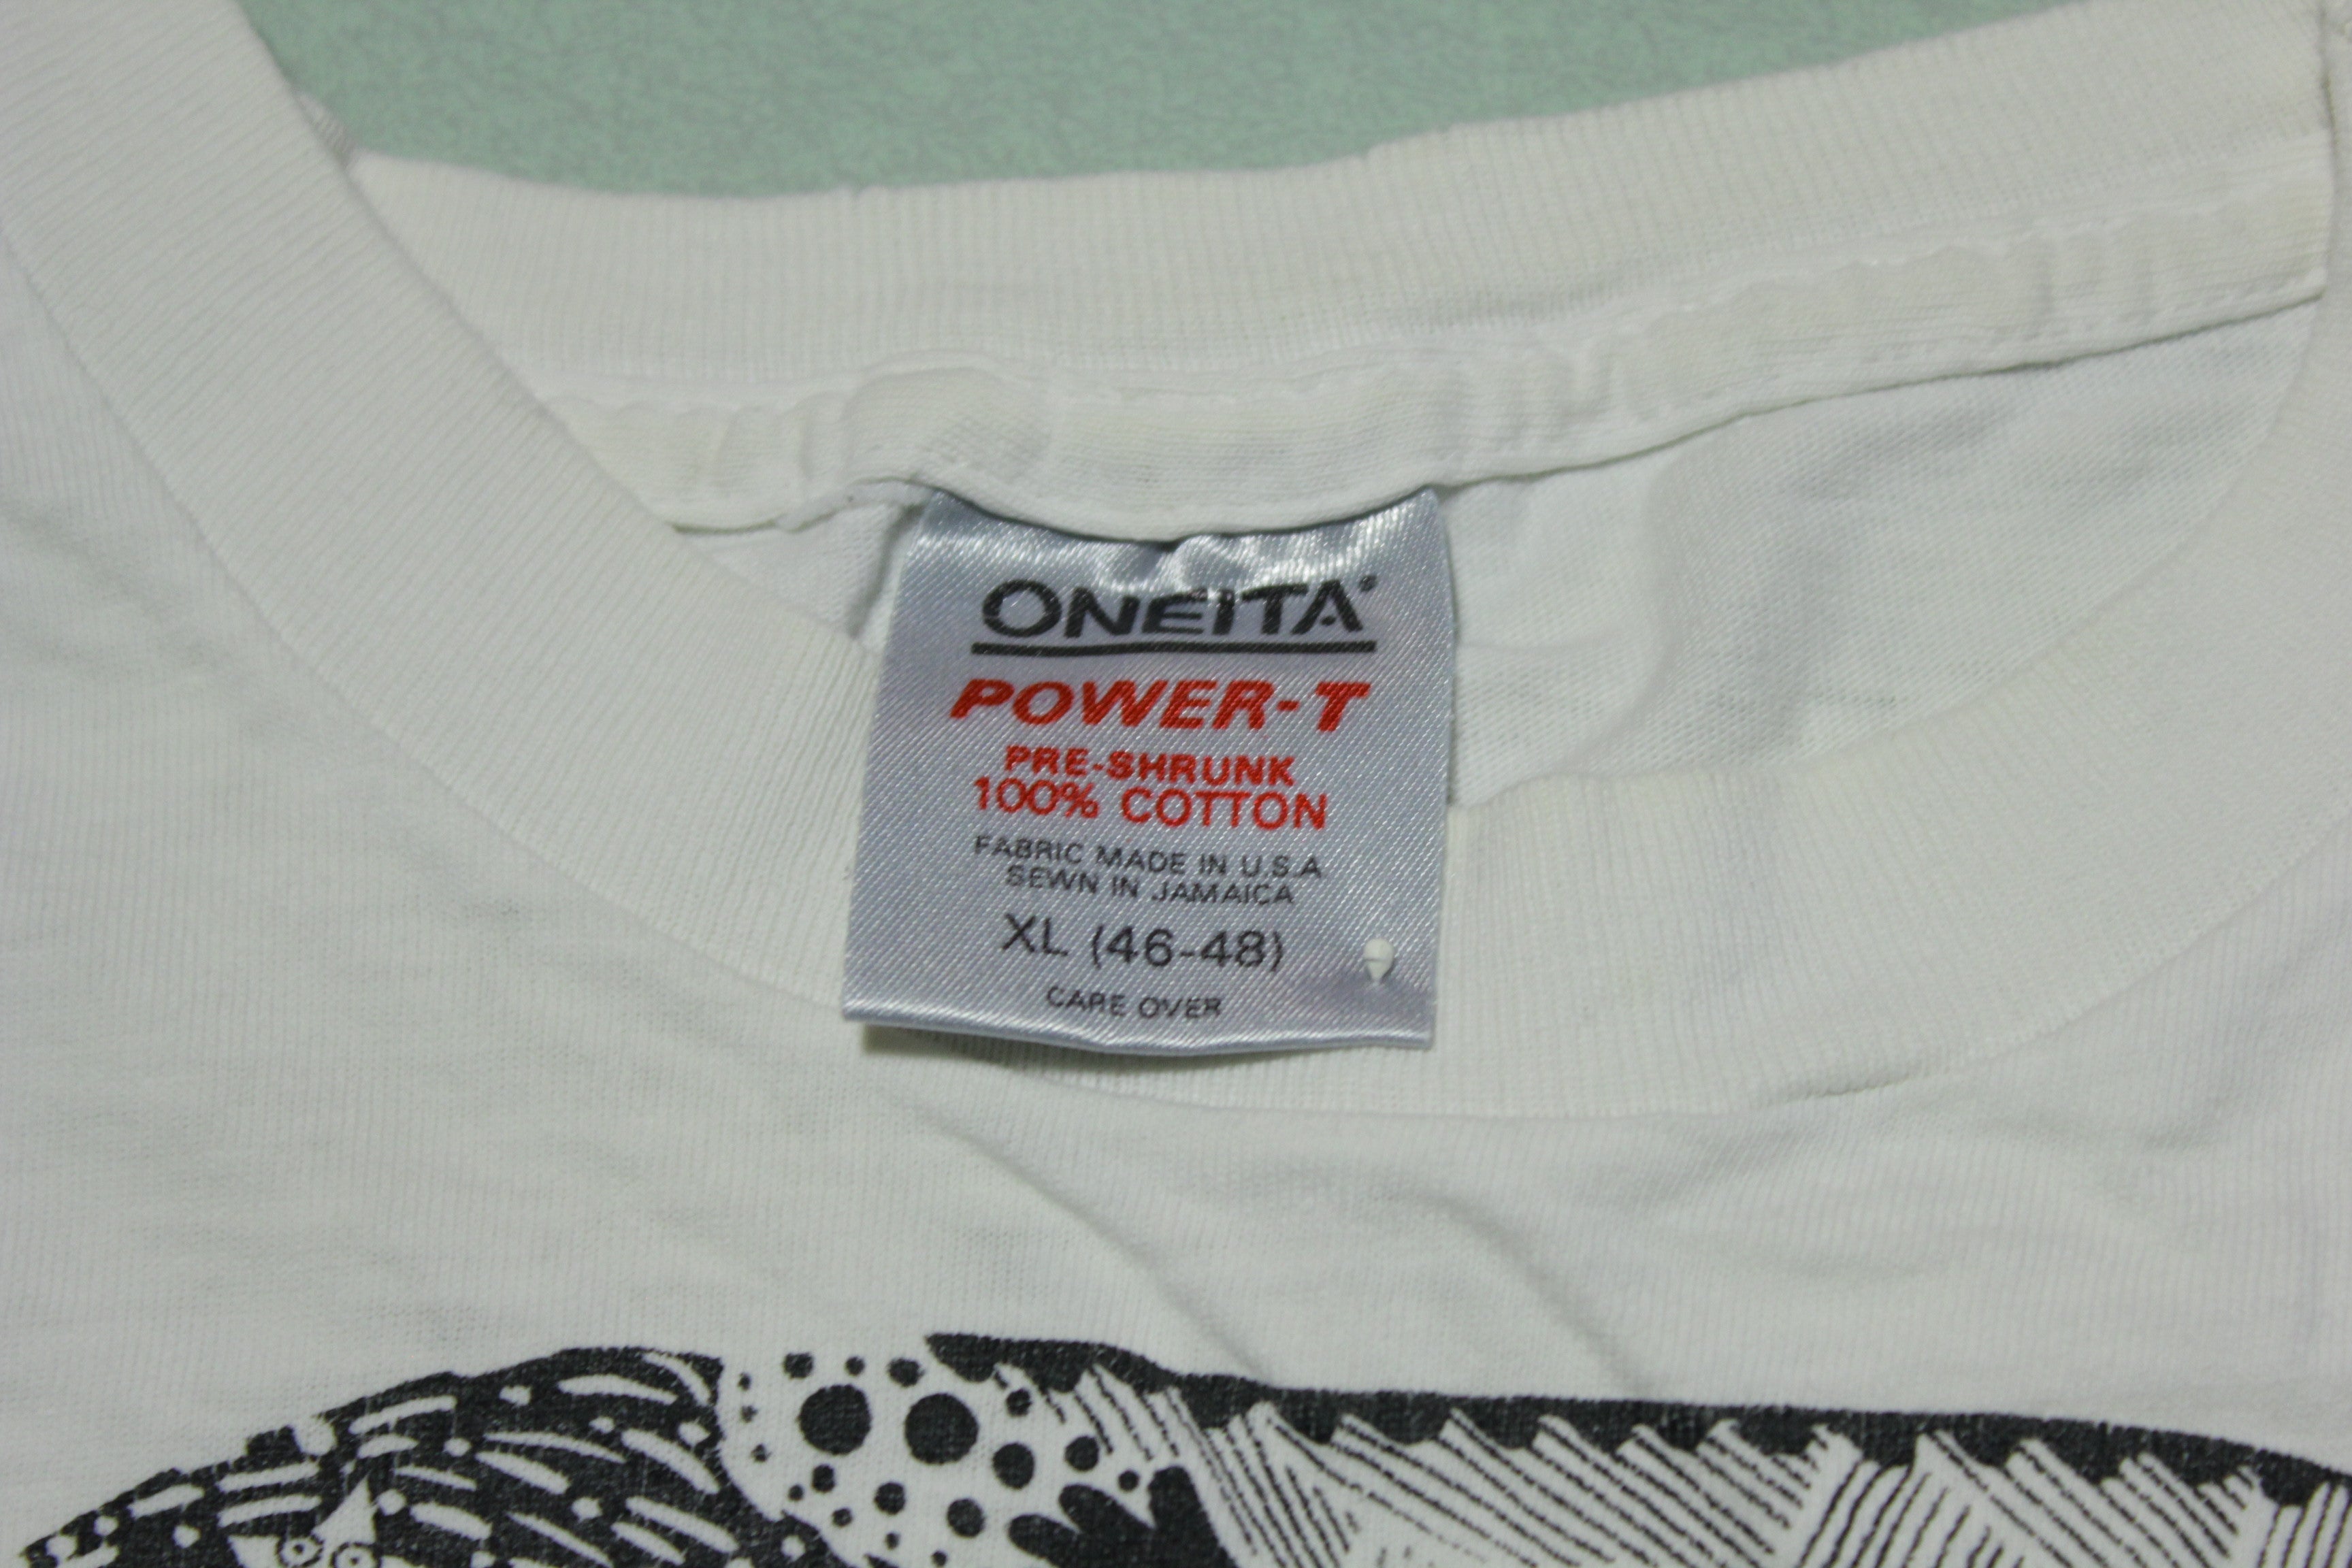 ONEITA®
POWER-T
PRE-SHRUNK
100% COTTON
FABRIC MADE IN U.S.A
SEWN IN JAMAICA
XL (46-48)
CARE OVER